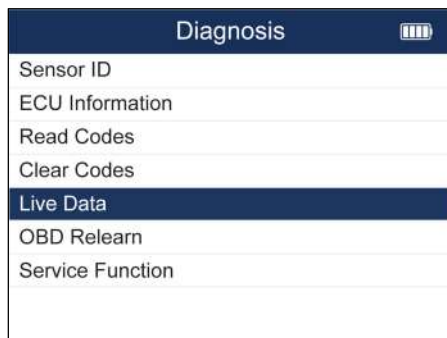 Diagnosis
Sensor ID
ECU Information
Read Codes
Clear Codes
Live Data
OBD Relearn
Service Function